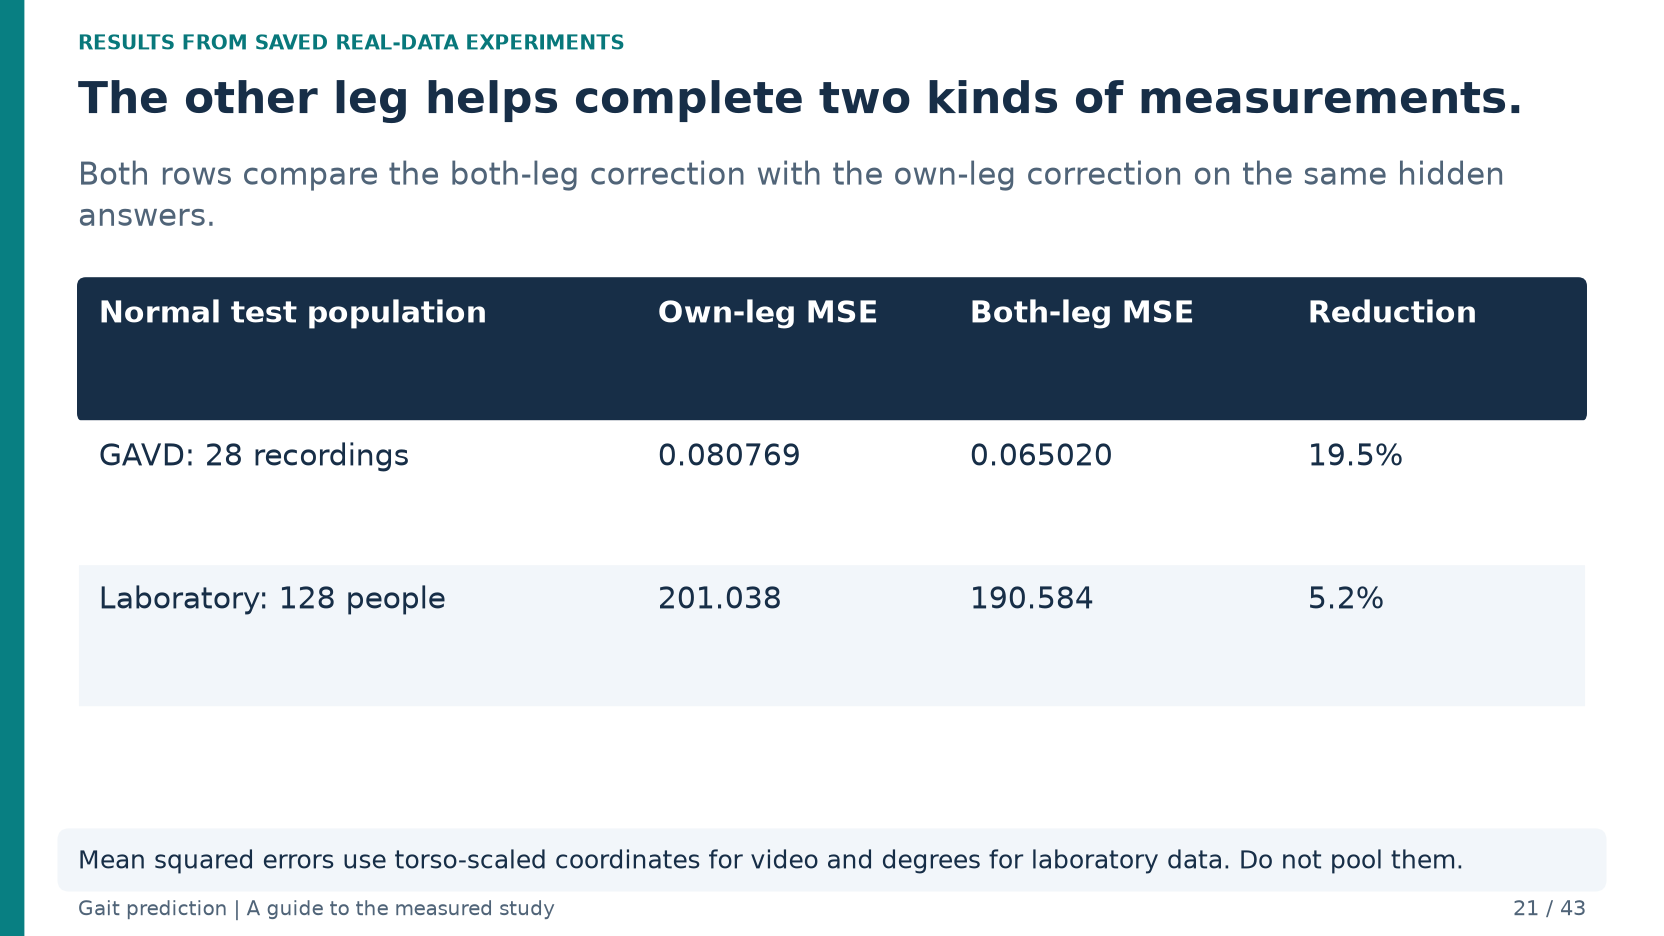 RESULTS FROM SAVED REAL-DATA EXPERIMENTS
The other leg helps complete two kinds of measurements.
Both rows compare the both-leg correction with the own-leg correction on the same hidden
answers.
Normal test population Own-leg MSE Both-leg MSE Reduction
GAVD: 28 recordings 0.080769 0.065020 19.5%
Laboratory: 128 people 201.038 190.584 5.2%
Mean squared errors use torso-scaled coordinates for video and degrees for laboratory data. Do not pool them.
Gait prediction | A guide to the measured study 21 / 43